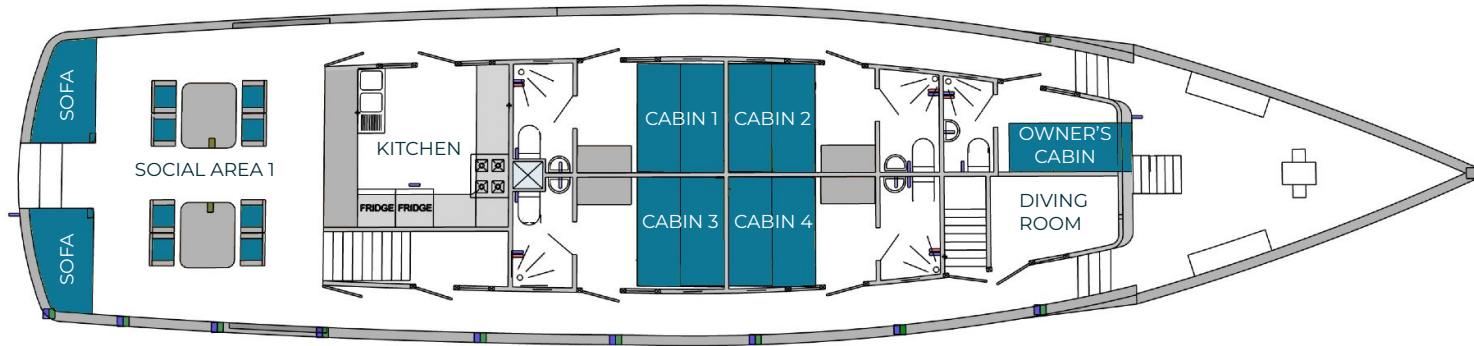 SOFA
SOCIAL AREA 1
SOFA
KITCHEN
FRIDGE FRIDGE
CABIN 1
CABIN 2
CABIN 3
CABIN 4
OWNER'S
CABIN
DIVING
ROOM